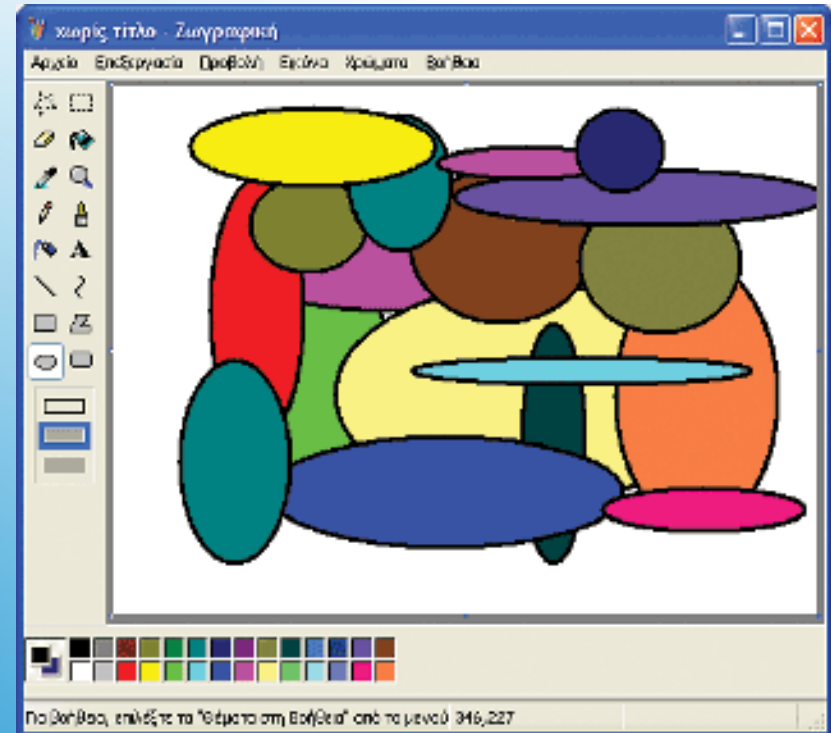 χωρίς τίτλο - Ζωγραφική
Αρχείο Επεξεργασία Προβολή Εικόνα Χρώματα Βοήθεια
A
Για βοήθεια, επιλέξτε τα "Θέματα στη Βοήθεια" από το μενού 346,227